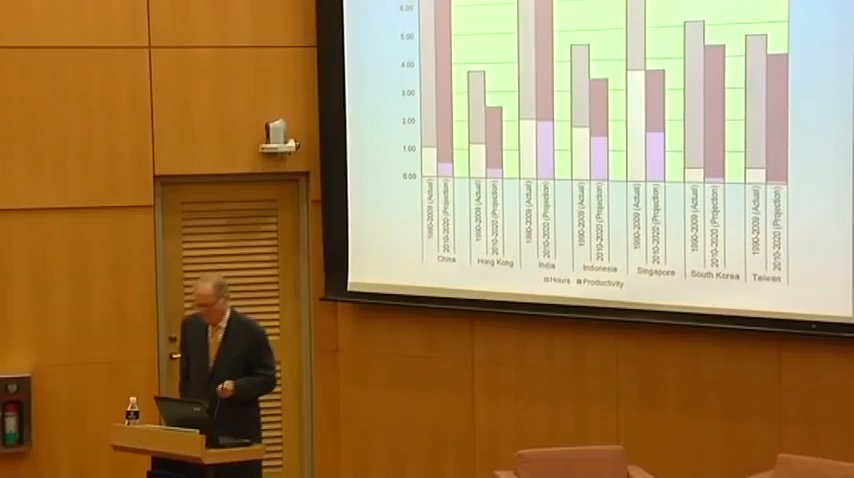 6.00
5.00
4.00
3.00
2.00
1.00
0.00
1990-2009 (Actual)
2010-2020 (Projection)
1990-2009 (Actual)
2010-2020 (Projection)
1990-2009 (Actual)
2010-2020 (Projection)
1990-2009 (Actual)
2010-2020 (Projection)
1990-2009 (Actual)
2010-2020 (Projection)
1990-2009 (Actual)
2010-2020 (Projection)
1990-2009 (Actual)
2010-2020 (Projection)
China Hong Kong India Indonesia Singapore South Korea Taiwan
Hours Productivity